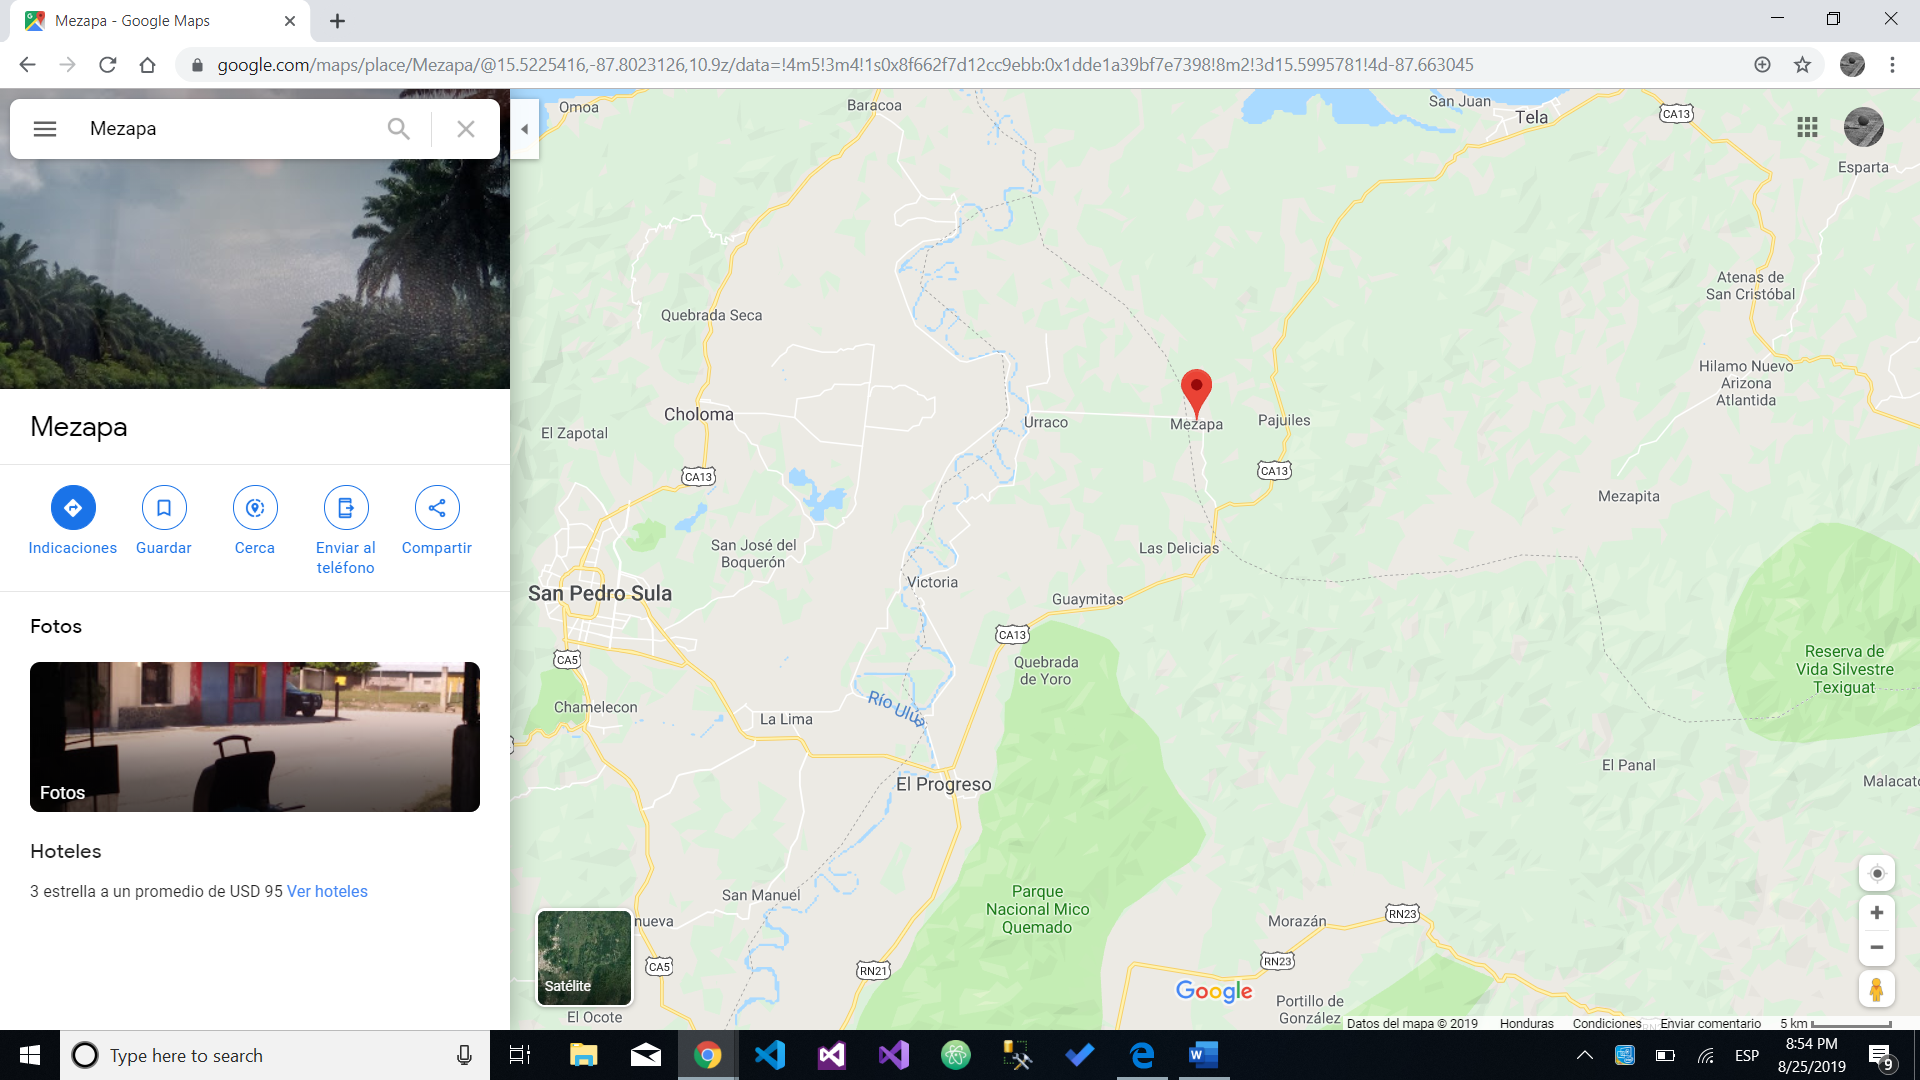 Mezapa - Google Maps
google.com/maps/place/Mezapa/@15.5225416,-87.8023126,10.9z/data=!4m5!3m4!1s0x8f662f7d12cc9ebb:0x1dde1a39bf7e7398!8m2!3d15.5995781!4d-87.663045
Mezapa
Mezapa
Indicaciones
Guardar
Cerca
Enviar al
teléfono
Compartir
Fotos
Fotos
Hoteles
3 estrella a un promedio de USD 95 Ver hoteles
Omoa
Baracoa
San Juan
Tela
CA13
Esparta
Atenas de
San Cristóbal
Quebrada Seca
Hilamo Nuevo
Arizona
Atlantida
Choloma
El Zapotal
Urraco
Mezapa
Pajuiles
CA13
CA13
Mezapita
San José del
Boquerón
Las Delicias
Victoria
San Pedro Sula
Guaymitas
CA13
CA5
Quebrada
de Yoro
Reserva de
Vida Silvestre
Texiguat
Chamelecon
La Lima
Río Ulúa
El Progreso
El Panal
Malacato
San Manuel
Parque
Nacional Mico
Quemado
nueva
Morazán
RN23
RN23
CA5
RN21
Satélite
El Ocote
Google
Portillo de
González
Datos del mapa © 2019
Honduras
Condiciones
Enviar comentario
5 km
Type here to search
ESP
8:54 PM
8/25/2019
9